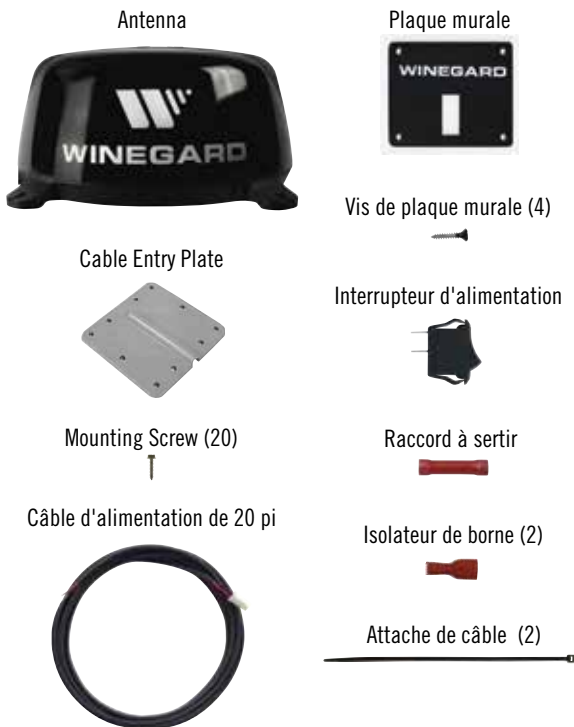 Antenna
WINEGARD
Cable Entry Plate
Mounting Screw (20)
Câble d'alimentation de 20 pi
Plaque murale
WINEGARD
Vis de plaque murale (4)
Interrupteur d'alimentation
Raccord à sertir
Isolateur de borne (2)
Attache de câble (2)